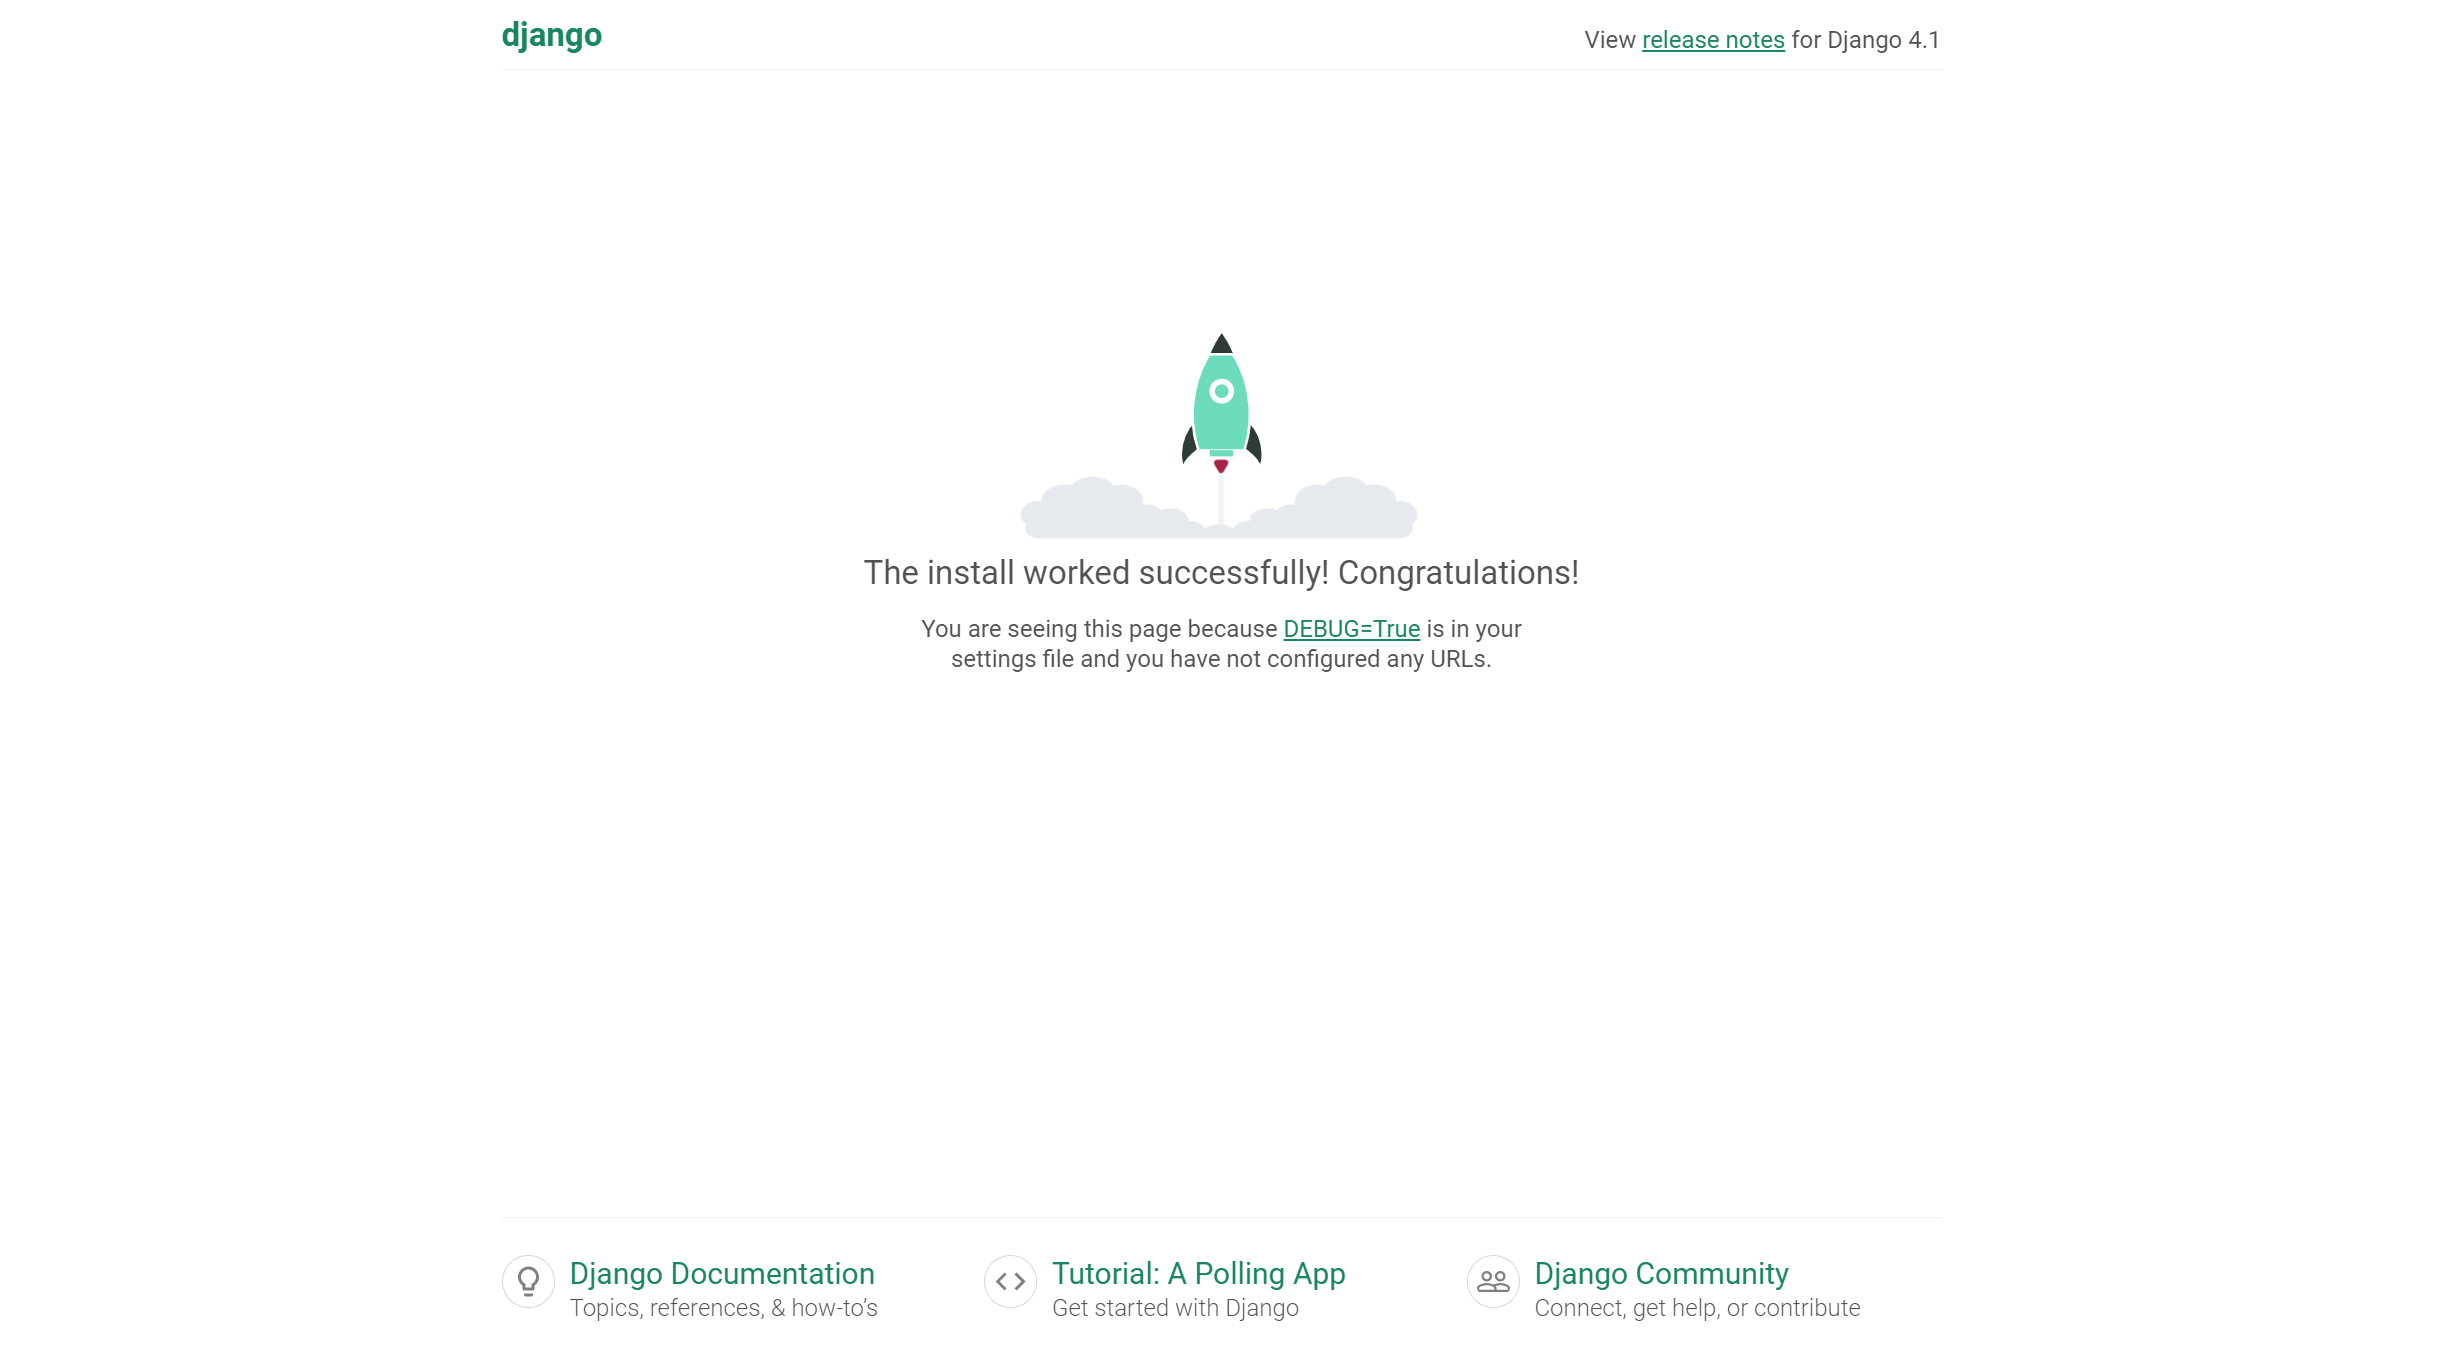 django
View release notes for Django 4.1
The install worked successfully! Congratulations!
You are seeing this page because DEBUG=True is in your
settings file and you have not configured any URLs.
Django Documentation
Topics, references, & how-to’s
Tutorial: A Polling App
Get started with Django
Django Community
Connect, get help, or contribute